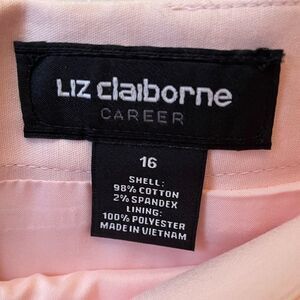 LIZ claiborne
CAREER
16
SHELL:
98% COTTON
2% SPANDEX
LINING:
100% POLYESTER
MADE IN VIETNAM